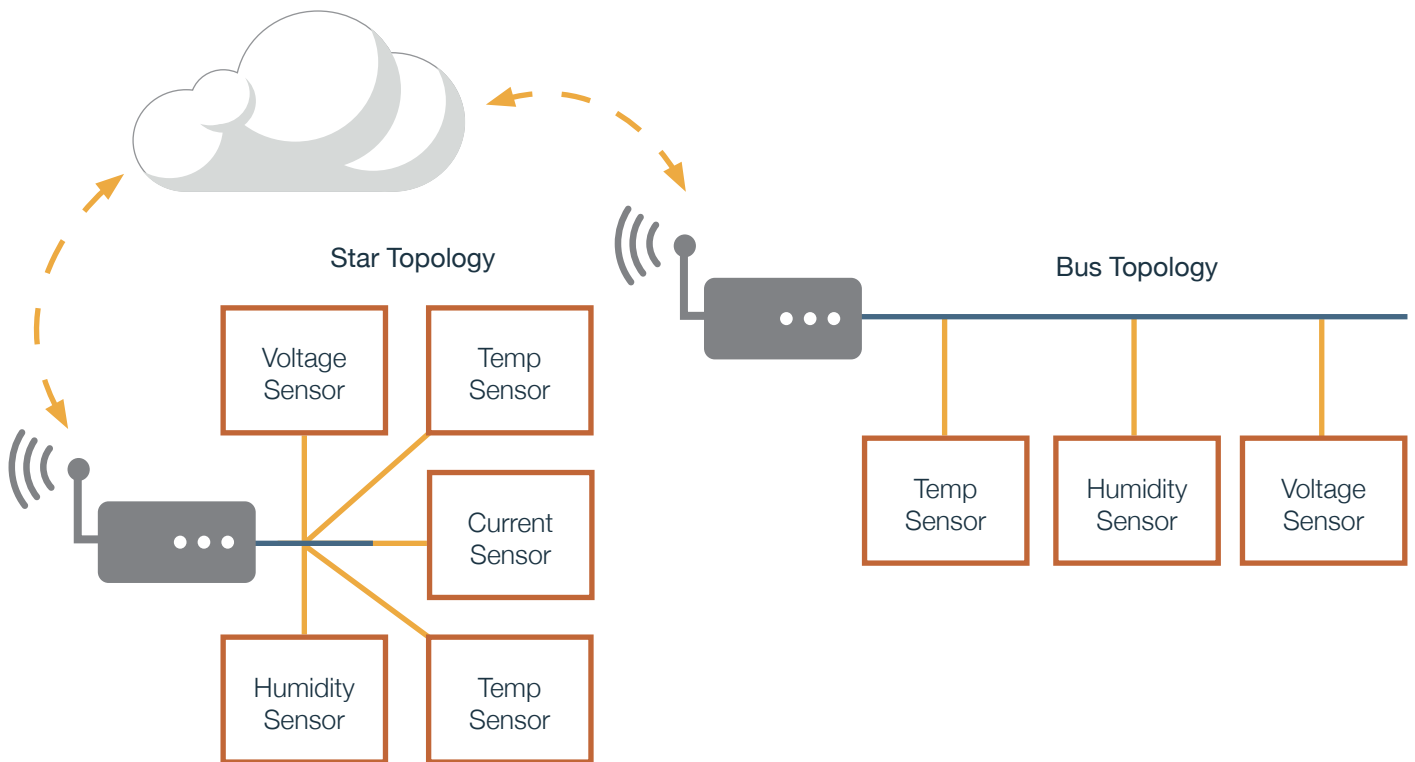 Star Topology
Bus Topology
Voltage
Sensor
Temp
Sensor
Current
Sensor
Humidity
Sensor
Temp
Sensor
Temp
Sensor
Humidity
Sensor
Voltage
Sensor